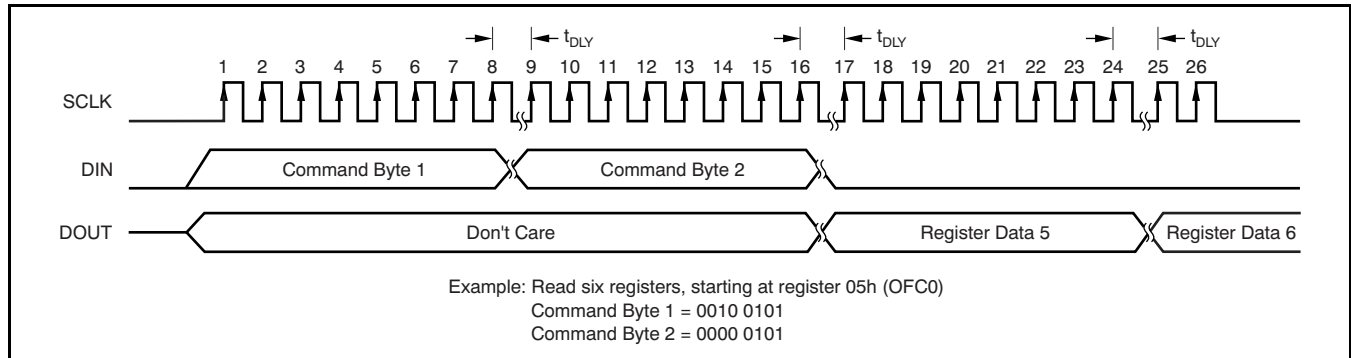 tDLY tDLY tDLY
1 2 3 4 5 6 7 8 9 10 11 12 13 14 15 16 17 18 19 20 21 22 23 24 25 26
SCLK
DIN Command Byte 1 Command Byte 2
DOUT Don't Care Register Data 5 Register Data 6
Example: Read six registers, starting at register 05h (OFC0)
Command Byte 1 = 0010 0101
Command Byte 2 = 0000 0101